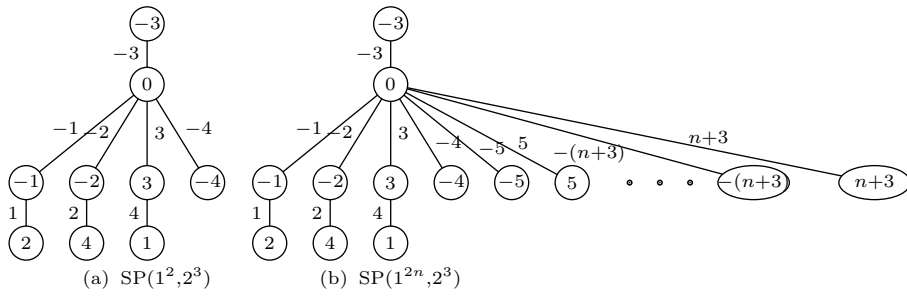 −3 −3
−3 −3
0 0
−1 −2 3 −4 −1 −2 3 −4 −5 5 −(n+3) n+3
−1 −2 3 −4 −1 −2 3 −4 −5 5 −(n+3) n+3
1 2 4 1 2 4
2 4 1 2 4 1
(a) SP(1²,2³) (b) SP(1²ⁿ,2³)